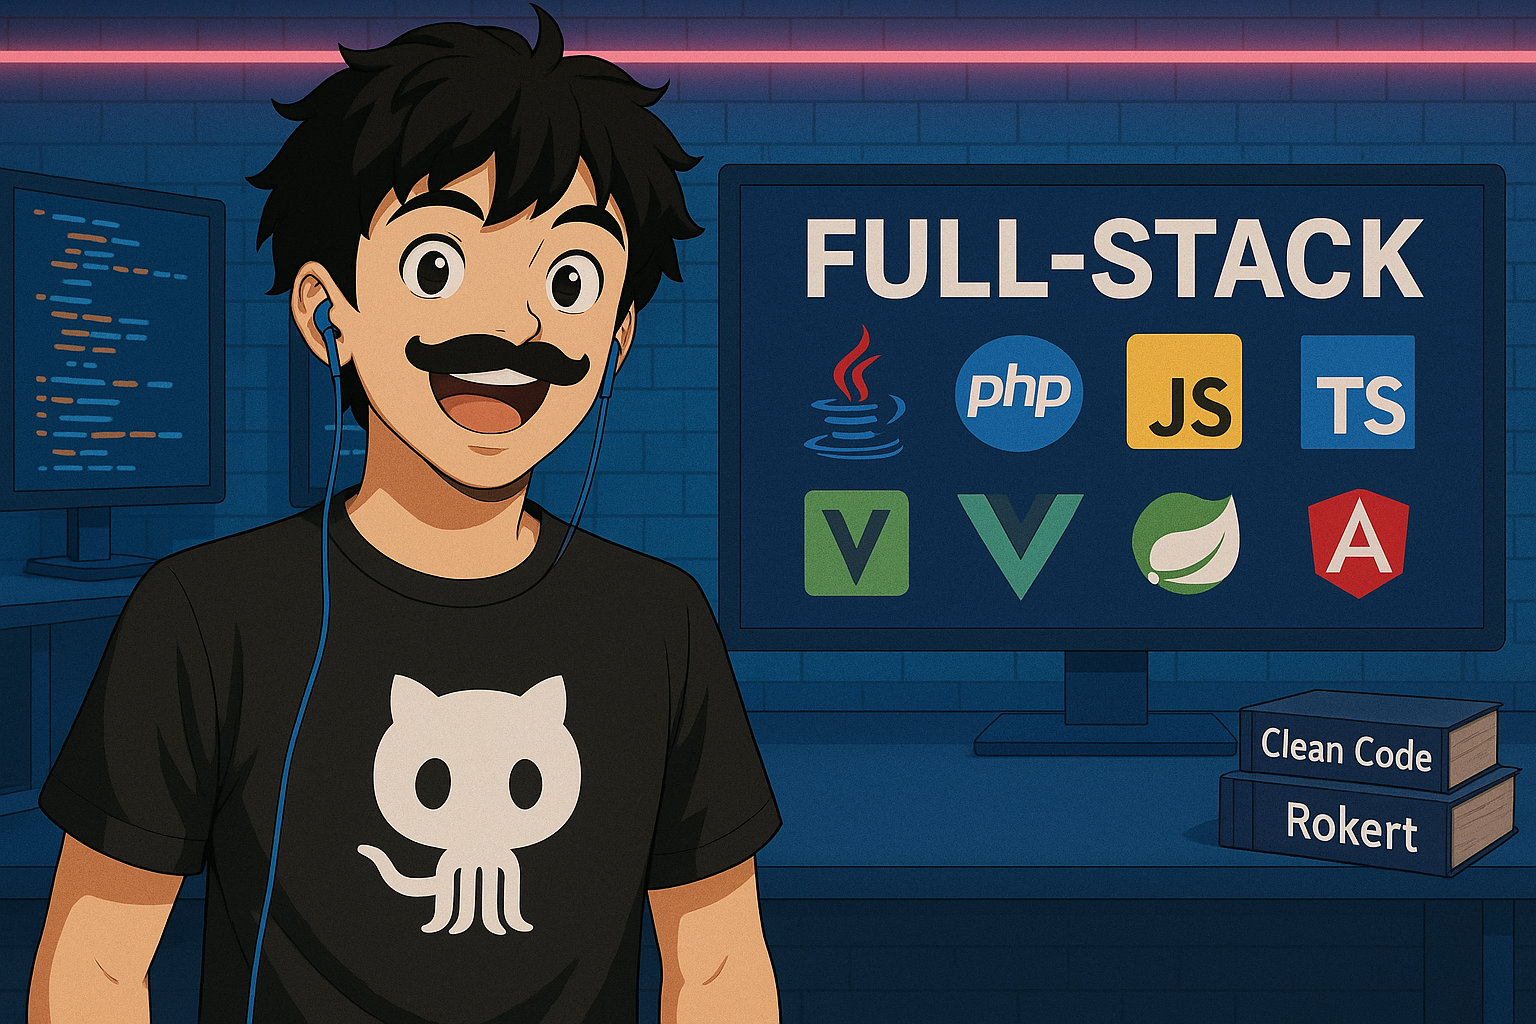 FULL-STACK
php
JS
TS
V
A
Clean Code
Rokert